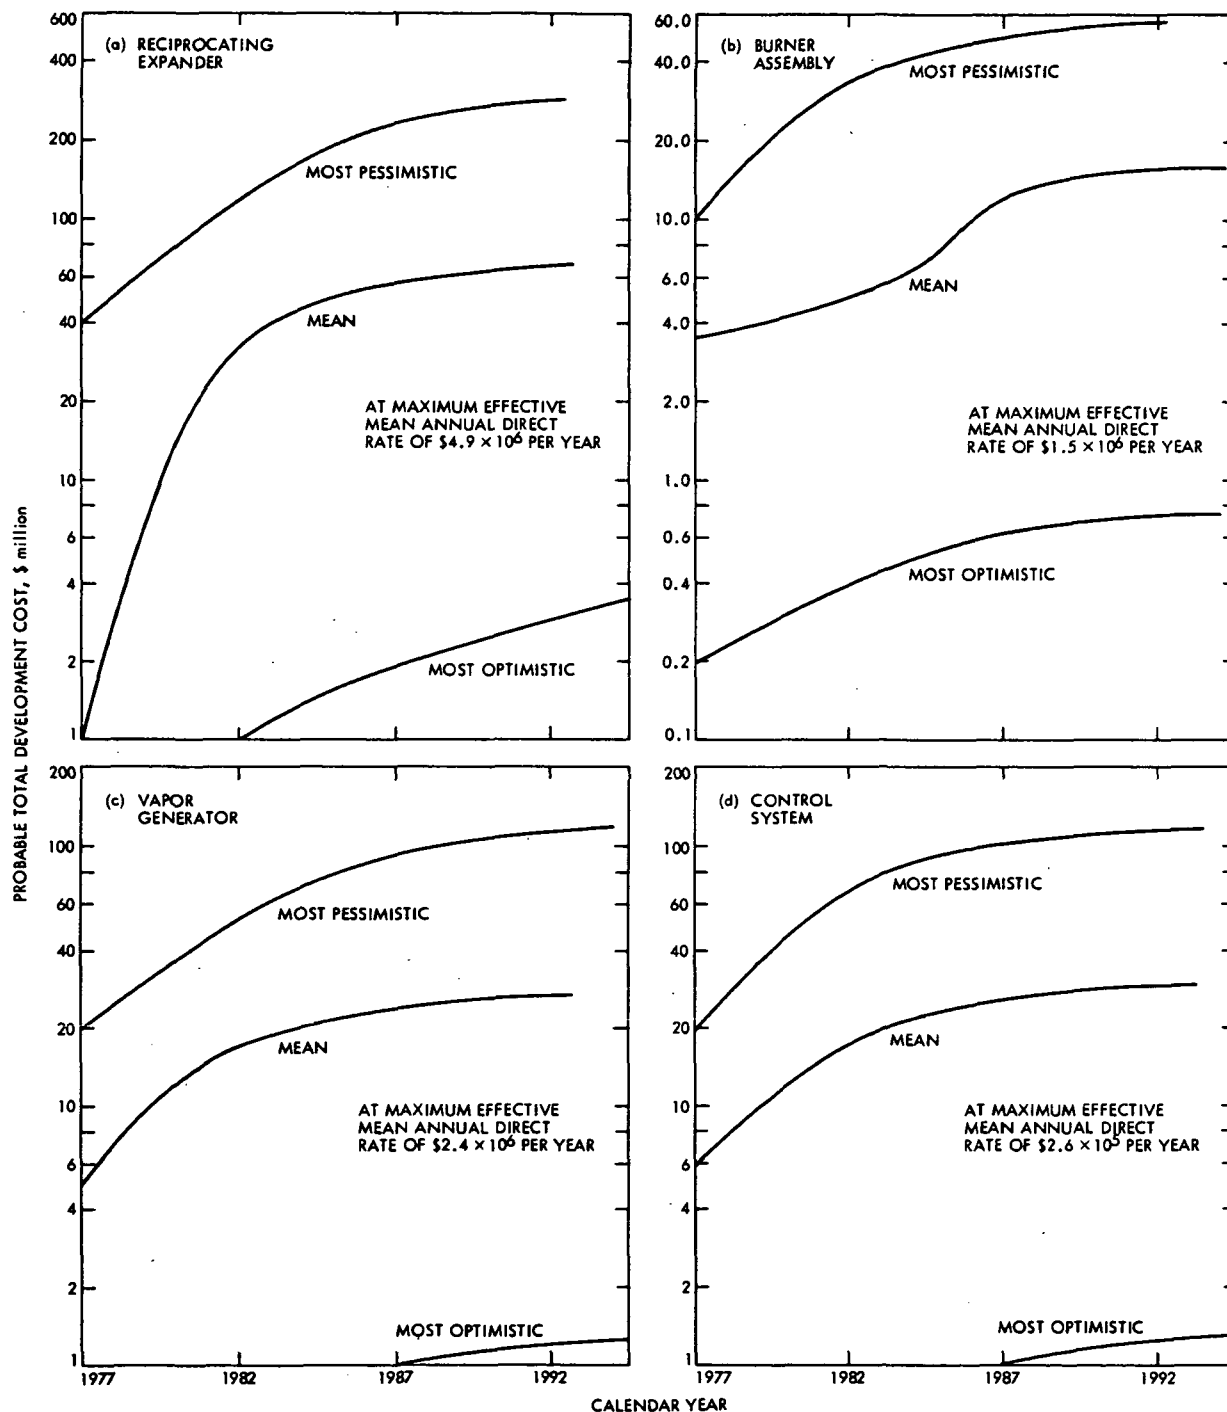 PROBABLE TOTAL DEVELOPMENT COST, $ million
(a) RECIPROCATING
EXPANDER
600
400
200
100
60
40
20
10
6
4
2
1
MOST PESSIMISTIC
MEAN
AT MAXIMUM EFFECTIVE
MEAN ANNUAL DIRECT
RATE OF $4.9 × 10⁶ PER YEAR
MOST OPTIMISTIC
(b) BURNER
ASSEMBLY
60.0
40.0
20.0
10.0
6.0
4.0
2.0
1.0
0.6
0.4
0.2
0.1
MOST PESSIMISTIC
MEAN
AT MAXIMUM EFFECTIVE
MEAN ANNUAL DIRECT
RATE OF $1.5 × 10⁶ PER YEAR
MOST OPTIMISTIC
(c) VAPOR
GENERATOR
200
100
60
40
20
10
6
4
2
1
MOST PESSIMISTIC
MEAN
AT MAXIMUM EFFECTIVE
MEAN ANNUAL DIRECT
RATE OF $2.4 × 10⁶ PER YEAR
MOST OPTIMISTIC
1977 1982 1987 1992
(d) CONTROL
SYSTEM
200
100
60
40
20
10
6
4
2
1
MOST PESSIMISTIC
MEAN
AT MAXIMUM EFFECTIVE
MEAN ANNUAL DIRECT
RATE OF $2.6 × 10⁵ PER YEAR
MOST OPTIMISTIC
1977 1982 1987 1992
CALENDAR YEAR